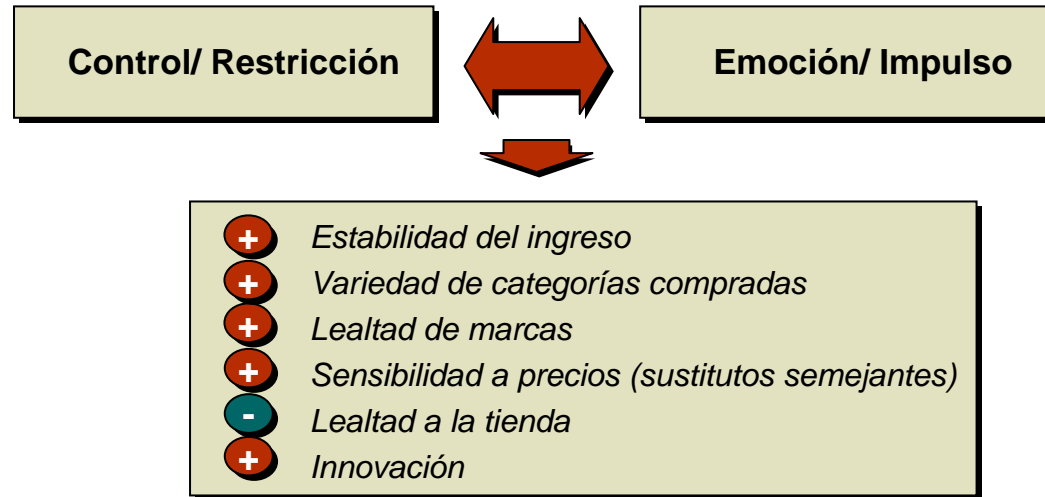 Control/ Restricción
Emoción/ Impulso
+ Estabilidad del ingreso
+ Variedad de categorías compradas
+ Lealtad de marcas
+ Sensibilidad a precios (sustitutos semejantes)
- Lealtad a la tienda
+ Innovación